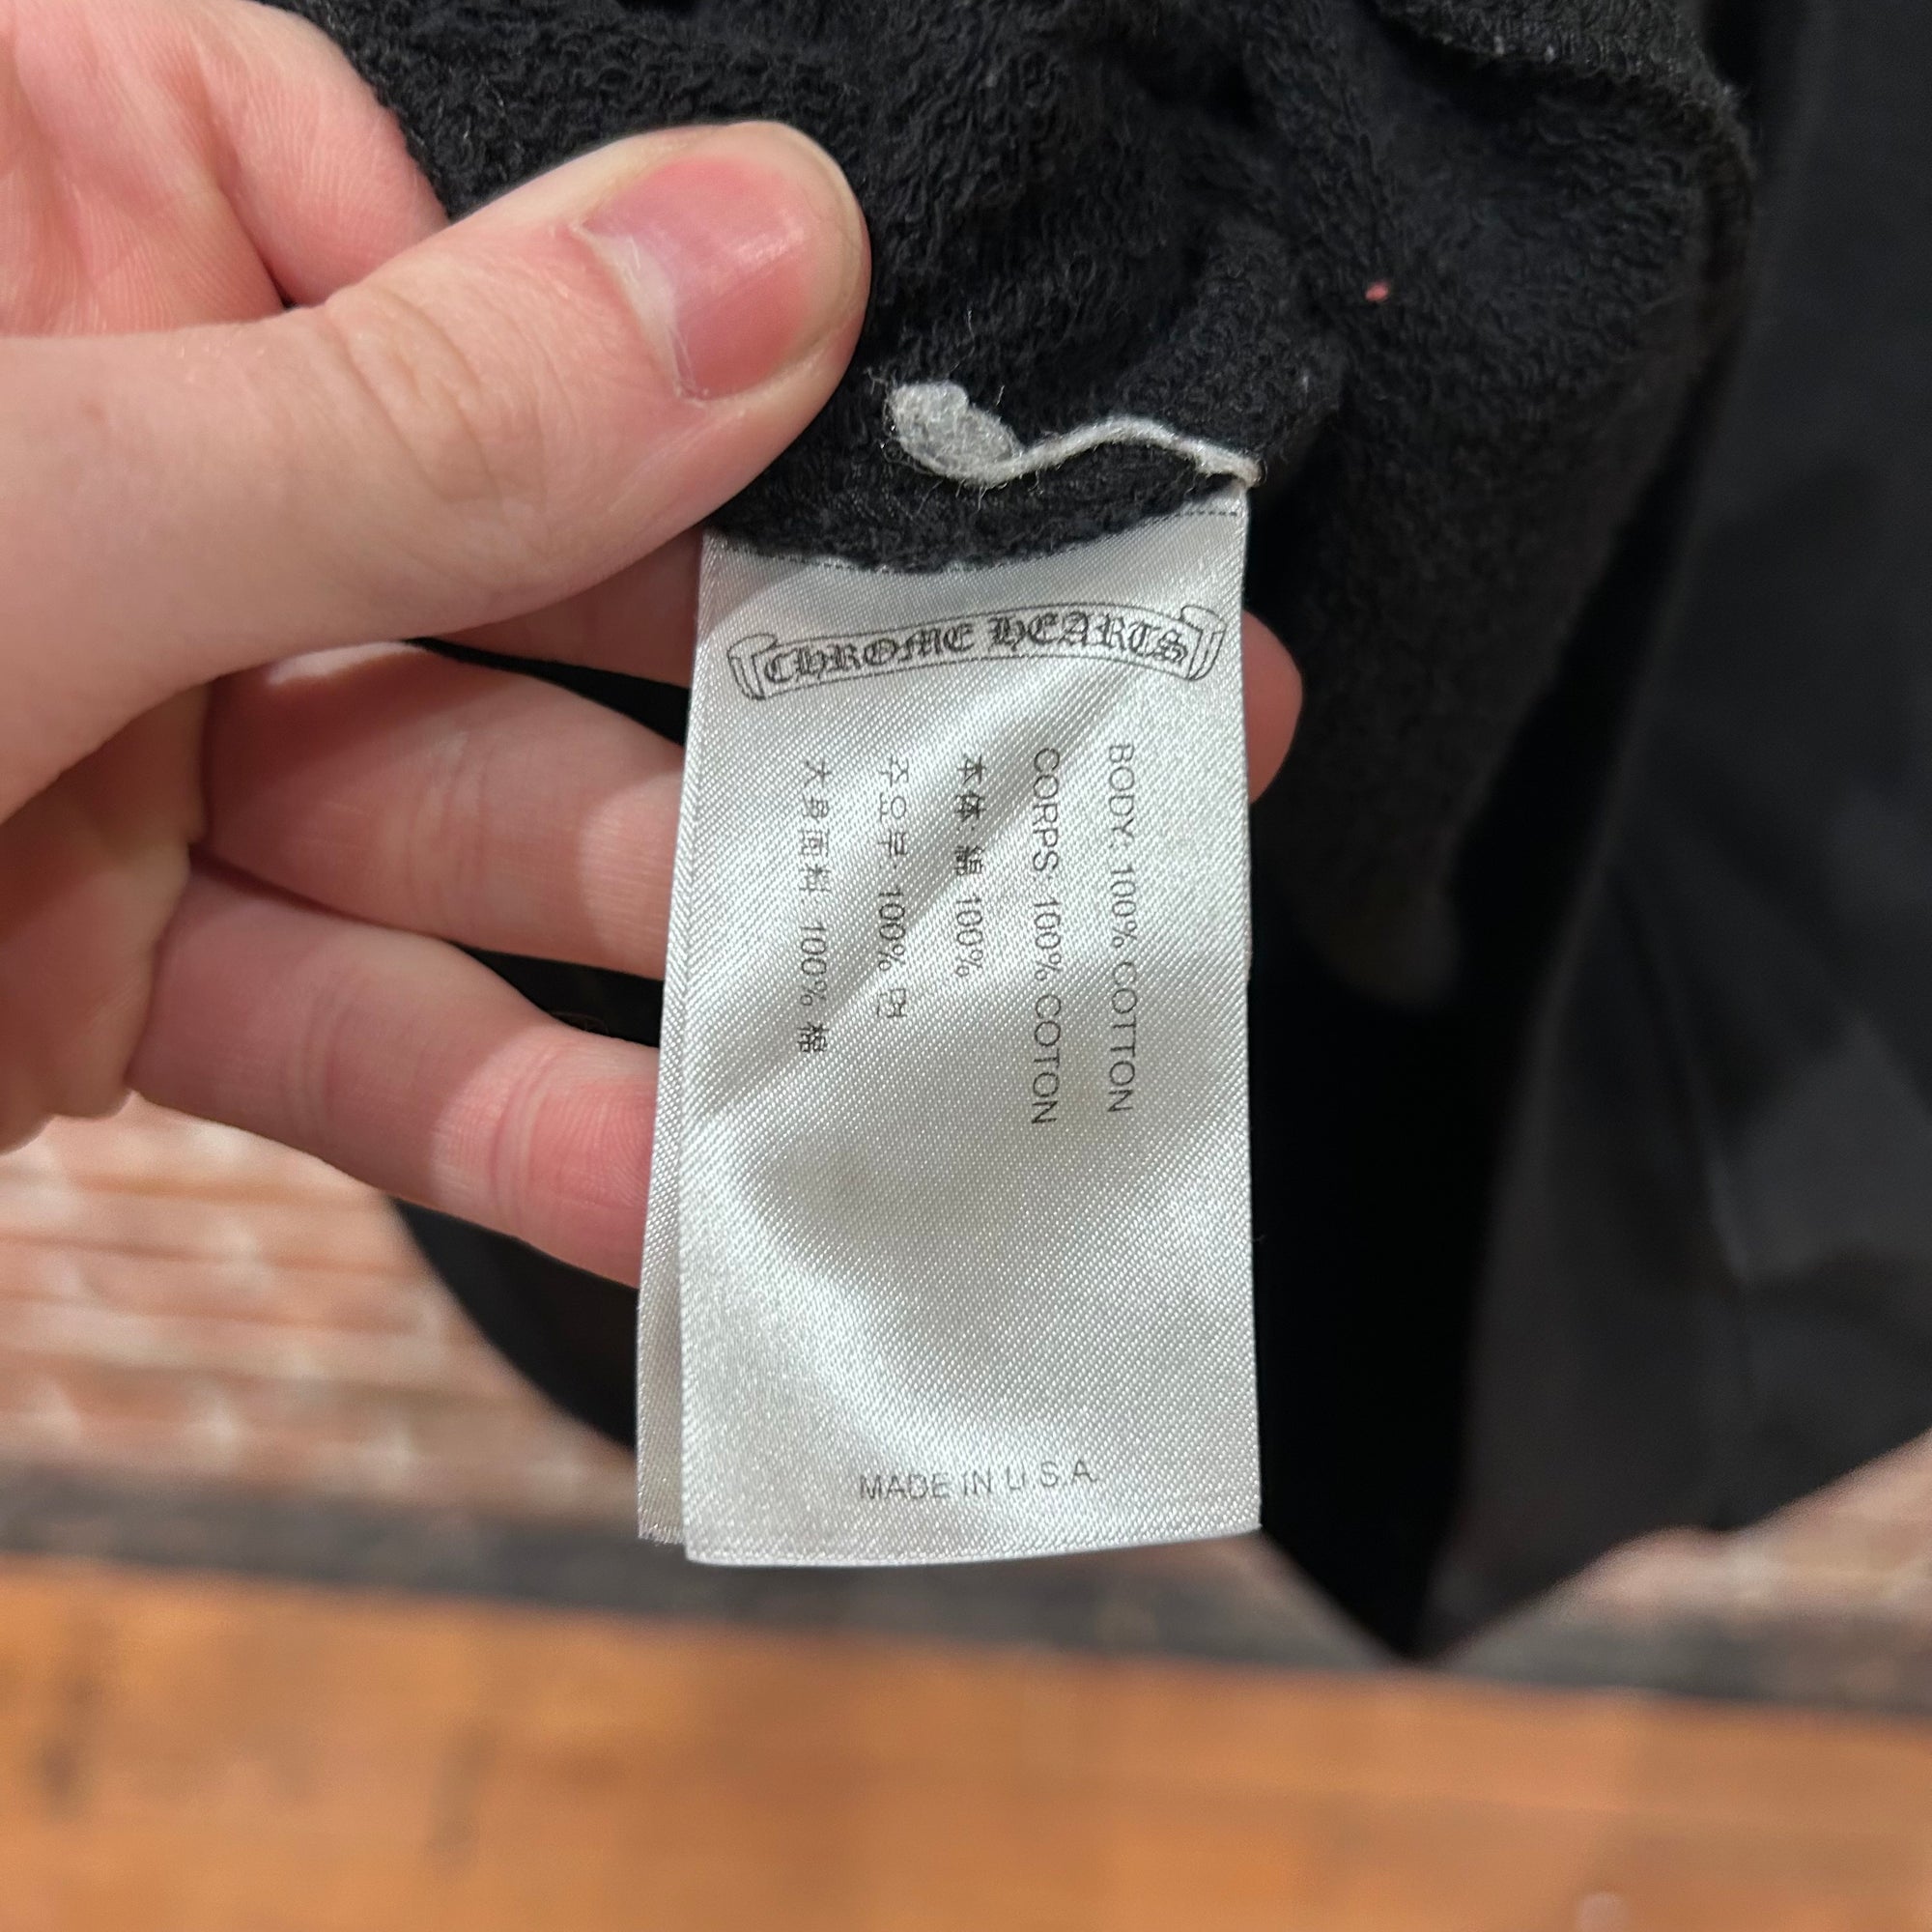 CHROME HEARTS
BODY: 100% COTTON
CORPS: 100% COTON
本体: 綿 100%
주요부: 100% 면
大身面料: 100% 棉
MADE IN U.S.A.